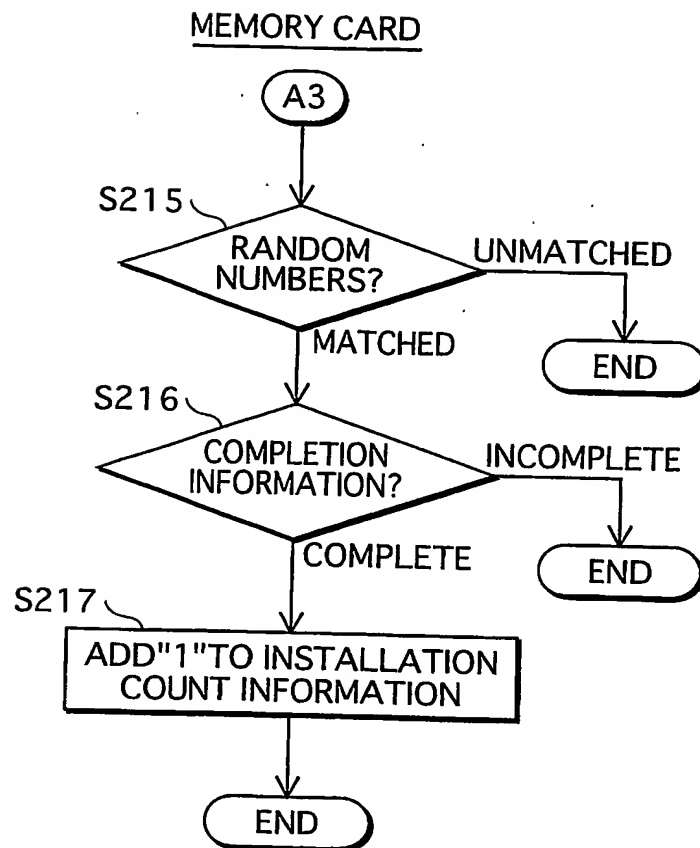 MEMORY CARD
A3
S215
RANDOM
NUMBERS?
UNMATCHED
END
MATCHED
S216
COMPLETION
INFORMATION?
INCOMPLETE
END
COMPLETE
S217
ADD"1"TO INSTALLATION
COUNT INFORMATION
END